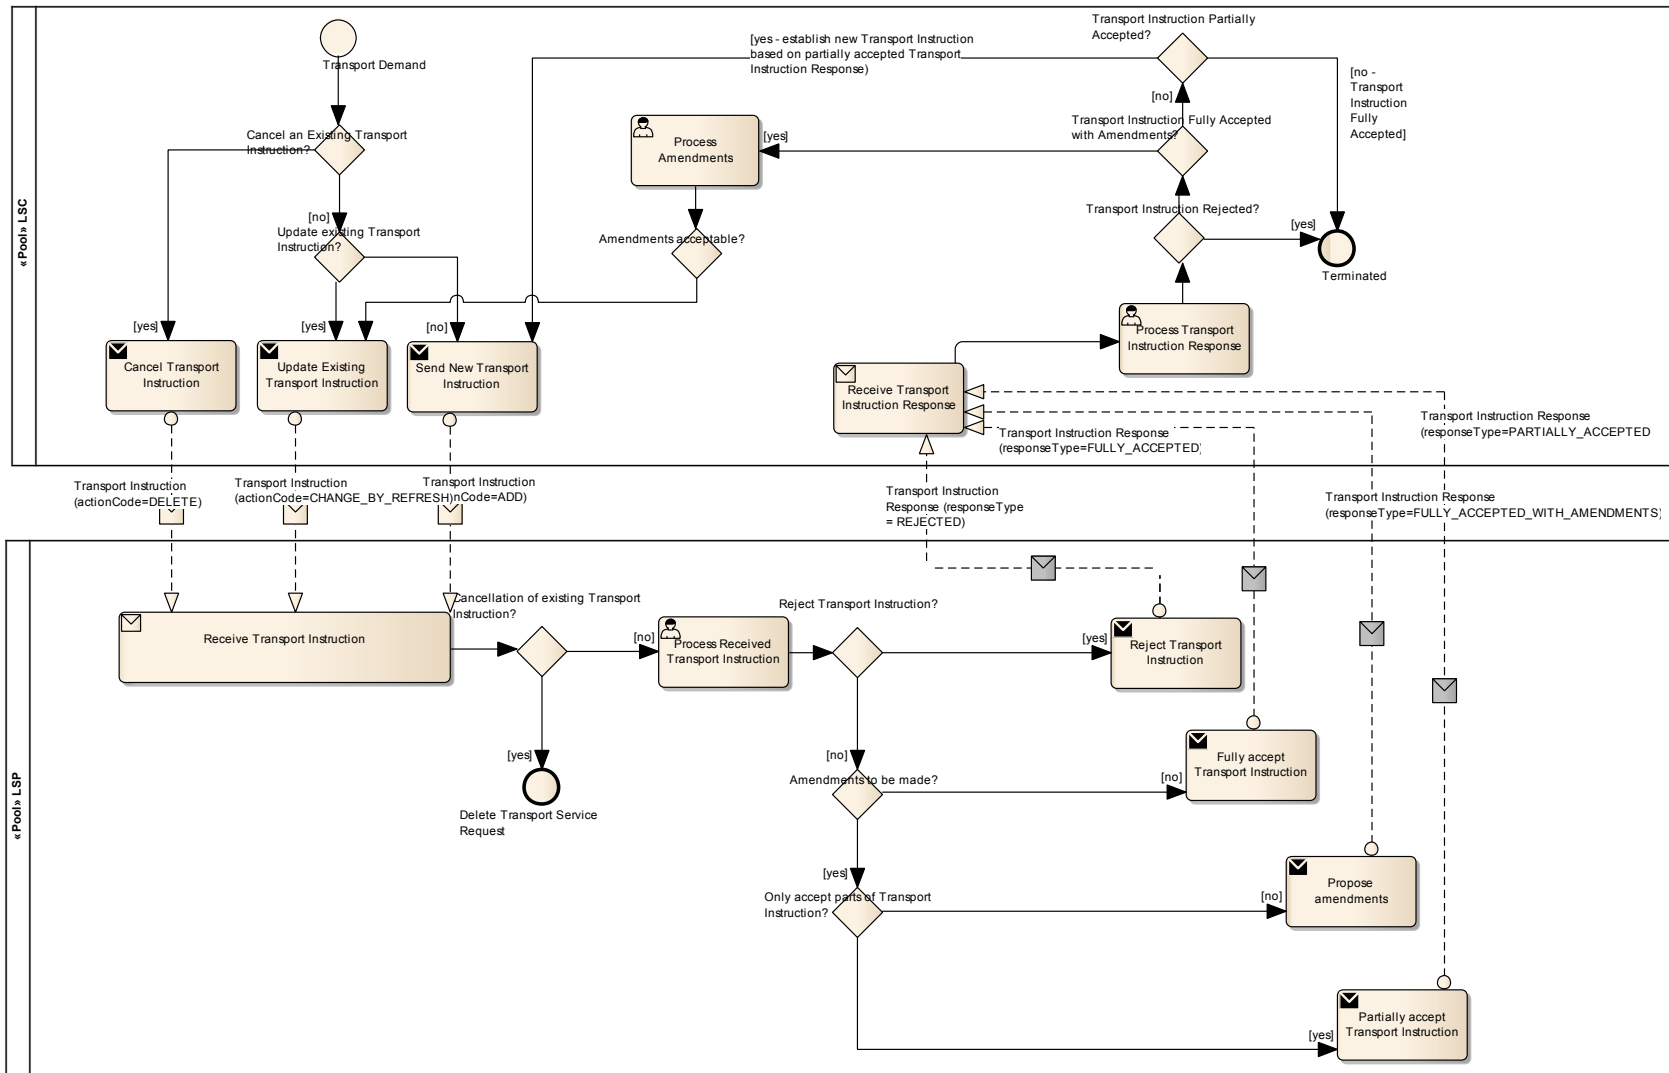 «Pool» LSC
Transport Demand
Cancel an Existing Transport
Instruction?
[no]
Update existing Transport
Instruction?
[yes]
[yes]
[no]
Cancel Transport
Instruction
Update Existing
Transport Instruction
Send New Transport
Instruction
[yes - establish new Transport Instruction
based on partially accepted Transport
Instruction Response)
Process
Amendments
[yes]
Amendments acceptable?
Transport Instruction Partially
Accepted?
[no]
Transport Instruction Fully Accepted
with Amendments?
Transport Instruction Rejected?
[yes]
[no -
Transport
Instruction
Fully
Accepted]
Terminated
Process Transport
Instruction Response
Receive Transport
Instruction Response
Transport Instruction Response
(responseType=FULLY_ACCEPTED)
Transport Instruction Response
(responseType=PARTIALLY_ACCEPTED
Transport Instruction
(actionCode=DELETE)
Transport Instruction
(actionCode=CHANGE_BY_REFRESH)
Transport Instruction
nCode=ADD)
Transport Instruction
Response (responseType
= REJECTED)
Transport Instruction Response
(responseType=FULLY_ACCEPTED_WITH_AMENDMENTS)
«Pool» LSP
Receive Transport Instruction
Cancellation of existing Transport
Instruction?
[no]
[yes]
Delete Transport Service
Request
Process Received
Transport Instruction
Reject Transport Instruction?
[yes]
Reject Transport
Instruction
[no]
Amendments to be made?
[no]
Fully accept
Transport Instruction
[yes]
Only accept parts of Transport
Instruction?
[no]
Propose
amendments
[yes]
Partially accept
Transport Instruction